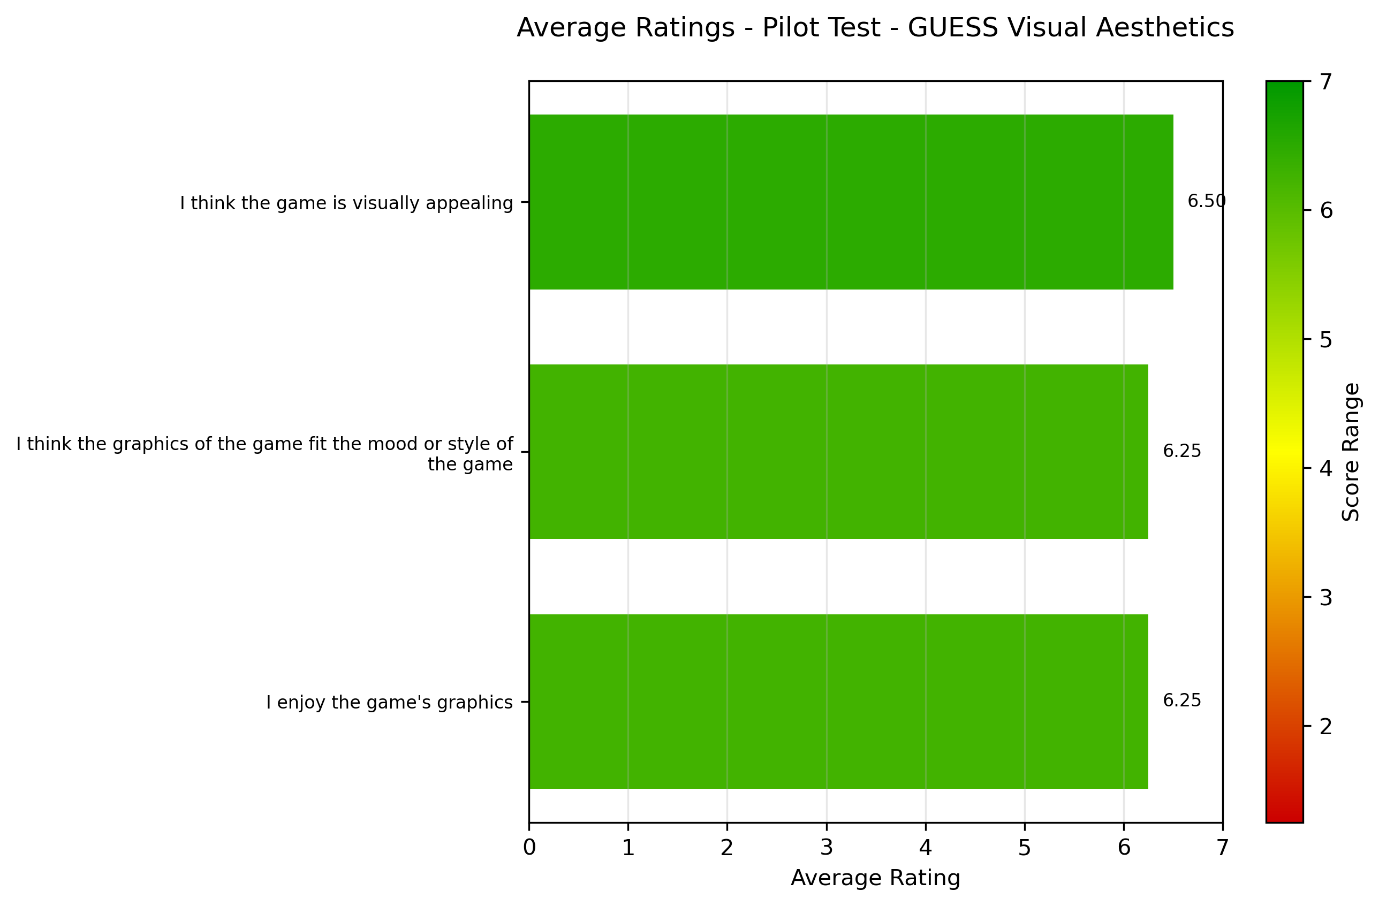 Average Ratings - Pilot Test - GUESS Visual Aesthetics
I think the game is visually appealing
6.50
I think the graphics of the game fit the mood or style of
the game
6.25
I enjoy the game's graphics
6.25
0 1 2 3 4 5 6 7
Average Rating
7
6
5
4
3
2
Score Range